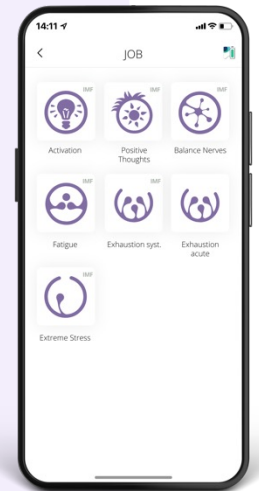 14:11
JOB
IMF
IMF
IMF
Activation
Positive
Thoughts
Balance Nerves
IMF
IMF
IMF
Fatigue
Exhaustion syst.
Exhaustion
acute
IMF
Extreme Stress